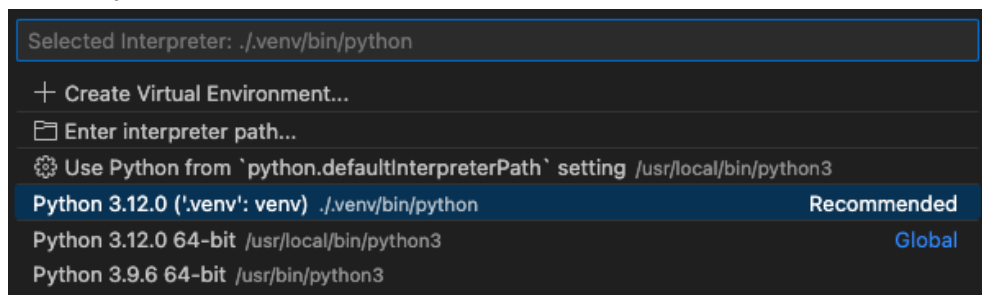 Selected Interpreter: ./.venv/bin/python
Create Virtual Environment...
Enter interpreter path...
Use Python from `python.defaultInterpreterPath` setting /usr/local/bin/python3
Python 3.12.0 ('.venv': venv) ./.venv/bin/python Recommended
Python 3.12.0 64-bit /usr/local/bin/python3 Global
Python 3.9.6 64-bit /usr/bin/python3